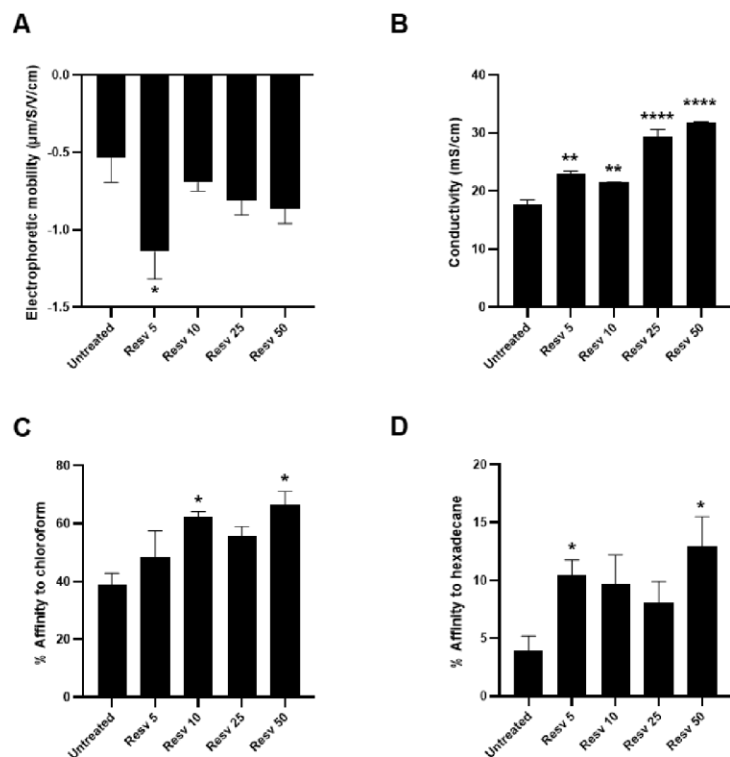 A
Electrophoretic mobility (µm/S/V/cm)
0.0
-0.5
-1.0
-1.5
*
Untreated
Resv 5
Resv 10
Resv 25
Resv 50
B
Conductivity (mS/cm)
40
30
20
10
0
**
**
****
****
Untreated
Resv 5
Resv 10
Resv 25
Resv 50
C
% Affinity to chloroform
80
60
40
20
0
*
*
Untreated
Resv 5
Resv 10
Resv 25
Resv 50
D
% Affinity to hexadecane
20
15
10
5
0
*
*
Untreated
Resv 5
Resv 10
Resv 25
Resv 50